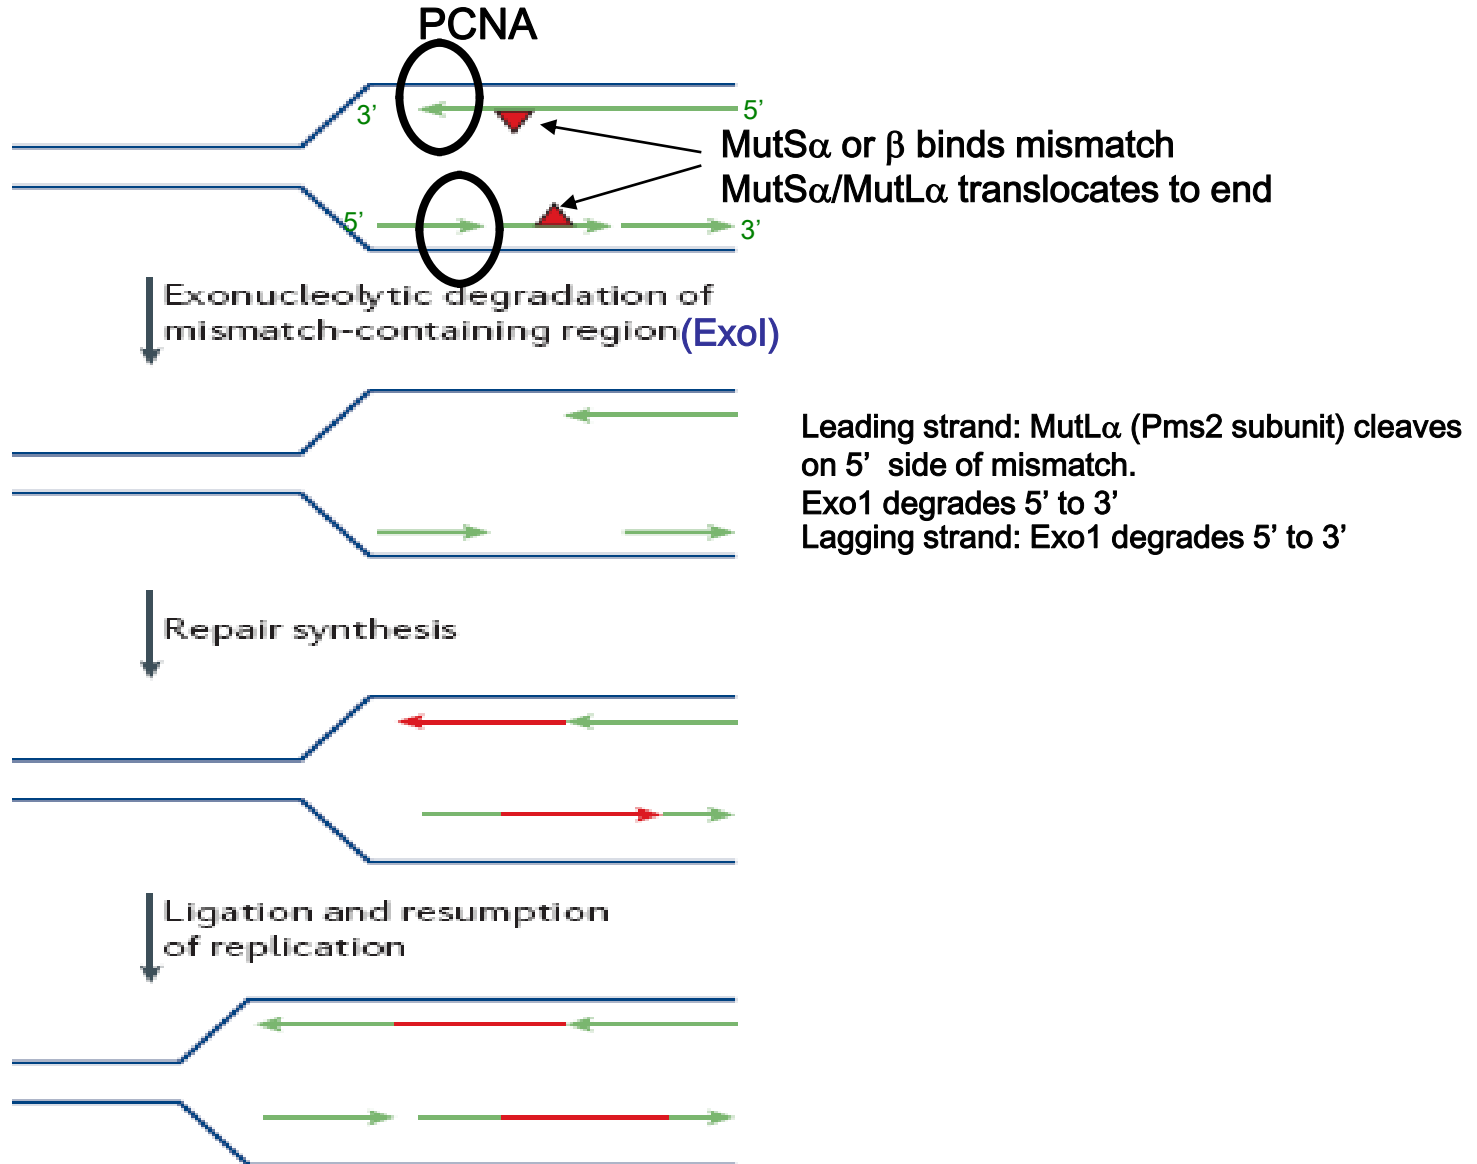 PCNA
3’
5’
MutSα or β binds mismatch
MutSα/MutLα translocates to end
5’
3’
Exonucleolytic degradation of
mismatch-containing region (ExoI)
Leading strand: MutLα (Pms2 subunit) cleaves
on 5’ side of mismatch.
Exo1 degrades 5’ to 3’
Lagging strand: Exo1 degrades 5’ to 3’
Repair synthesis
Ligation and resumption
of replication